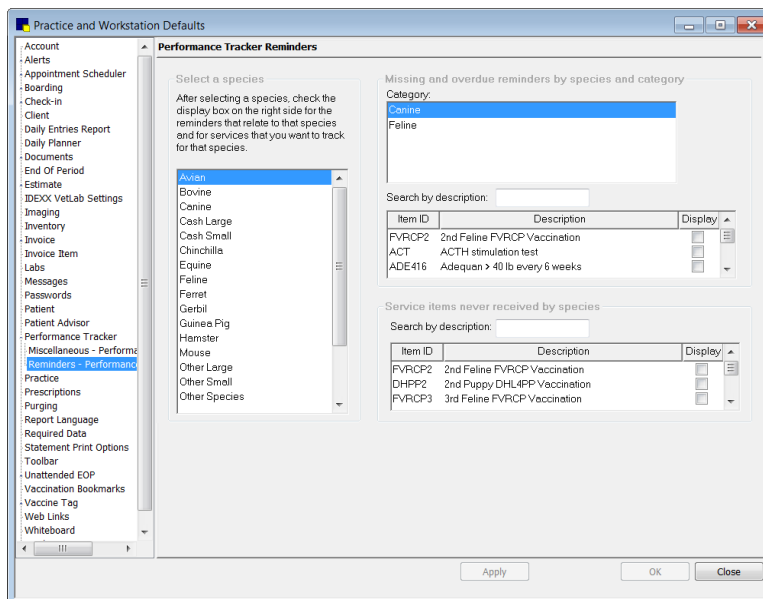 Practice and Workstation Defaults
Account
Alerts
Appointment Scheduler
Boarding
Check-in
Client
Daily Entries Report
Daily Planner
Documents
End Of Period
Estimate
IDEXX VetLab Settings
Imaging
Inventory
Invoice
Invoice Item
Labs
Messages
Passwords
Patient
Patient Advisor
Performance Tracker
Miscellaneous - Performa
Reminders - Performance
Practice
Prescriptions
Purging
Report Language
Required Data
Statement Print Options
Toolbar
Unattended EOP
Vaccination Bookmarks
Vaccine Tag
Web Links
Whiteboard
Performance Tracker Reminders
Select a species
After selecting a species, check the
display box on the right side for the
reminders that relate to that species
and for services that you want to track
for that species.
Avian
Bovine
Canine
Cash Large
Cash Small
Chinchilla
Equine
Feline
Ferret
Gerbil
Guinea Pig
Hamster
Mouse
Other Large
Other Small
Other Species
Missing and overdue reminders by species and category
Category:
Canine
Feline
Search by description:
Item ID Description Display
FVRCP2 2nd Feline FVRCP Vaccination
ACT ACTH stimulation test
ADE416 Adequan > 40 lb every 6 weeks
Service items never received by species
Search by description:
Item ID Description Display
FVRCP2 2nd Feline FVRCP Vaccination
DHPP2 2nd Puppy DHL4PP Vaccination
FVRCP3 3rd Feline FVRCP Vaccination
Apply OK Close